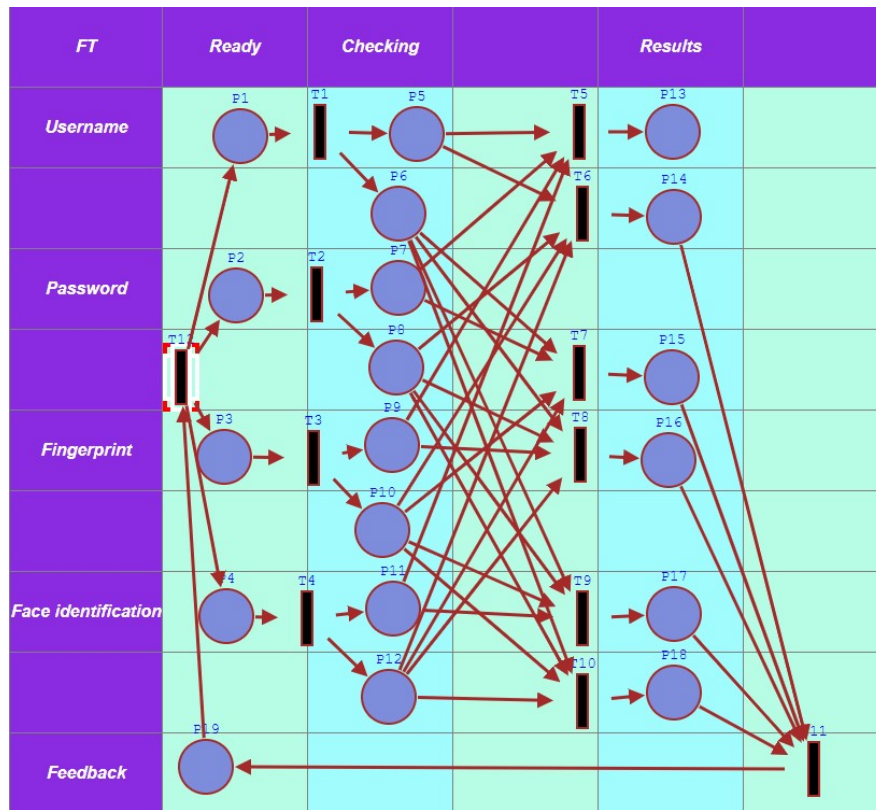 FT Ready Checking Results
P1 T1 P5 T5 P13
Username
P6 T6 P14
P2 T2 P7
Password
P8 T7 P15
P3 T3 P9 T8 P16
Fingerprint
P10
P4 T4 P11 T9 P17
Face identification
P12 T10 P18
P19 T11
Feedback